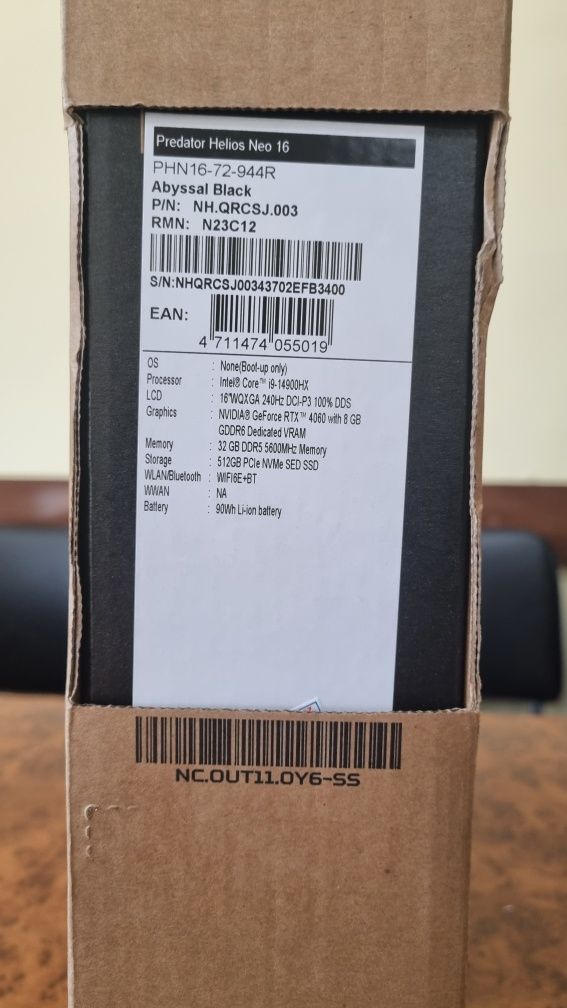 Predator Helios Neo 16
PHN16-72-944R
Abyssal Black
P/N: NH.QRCSJ.003
RMN: N23C12
S/N:NHQRCSJ00343702EFB3400
EAN:
4 711474 055019
OS : None(Boot-up only)
Processor : Intel® Core™ i9-14900HX
LCD : 16"WQXGA 240Hz DCI-P3 100% DDS
Graphics : NVIDIA® GeForce RTX™ 4060 with 8 GB
GDDR6 Dedicated VRAM
Memory : 32 GB DDR5 5600MHz Memory
Storage : 512GB PCIe NVMe SED SSD
WLAN/Bluetooth : WIFI6E+BT
WWAN : NA
Battery : 90Wh Li-ion battery
NC.OUT11.0Y6-SS